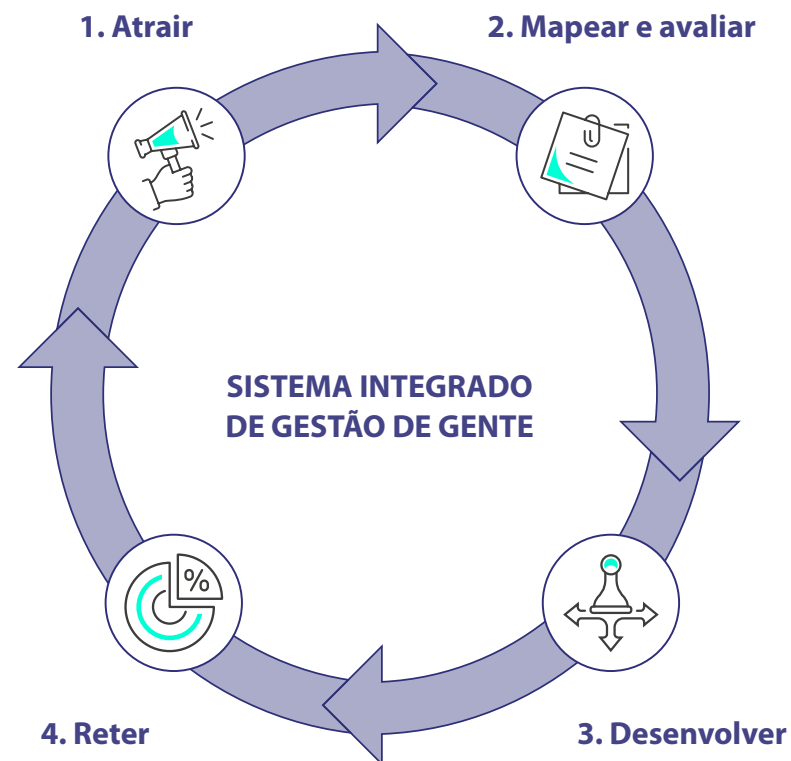 1. Atrair
2. Mapear e avaliar
SISTEMA INTEGRADO
DE GESTÃO DE GENTE
%
4. Reter
3. Desenvolver